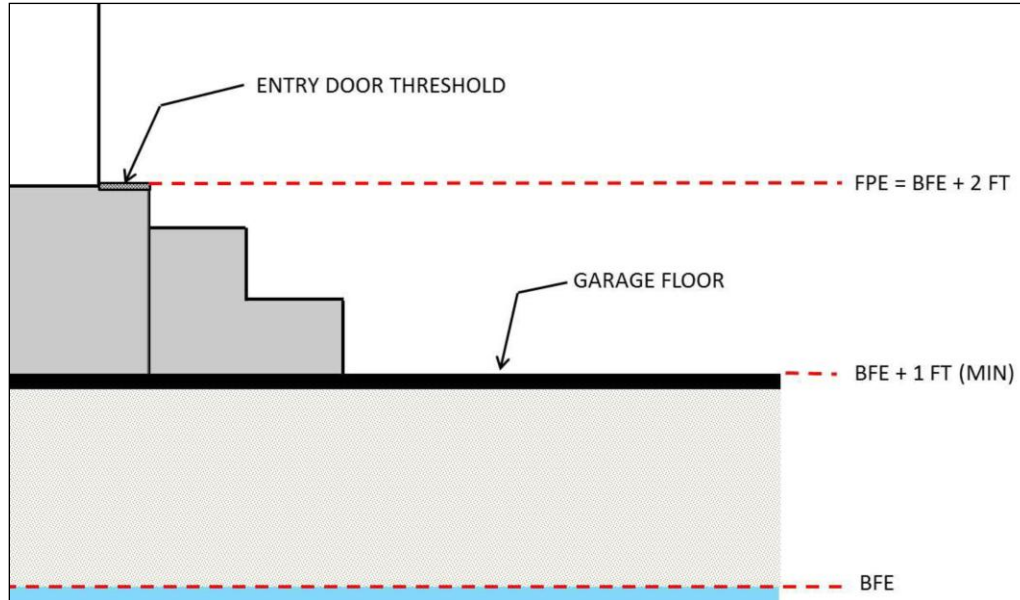 ENTRY DOOR THRESHOLD
FPE = BFE + 2 FT
GARAGE FLOOR
BFE + 1 FT (MIN)
BFE